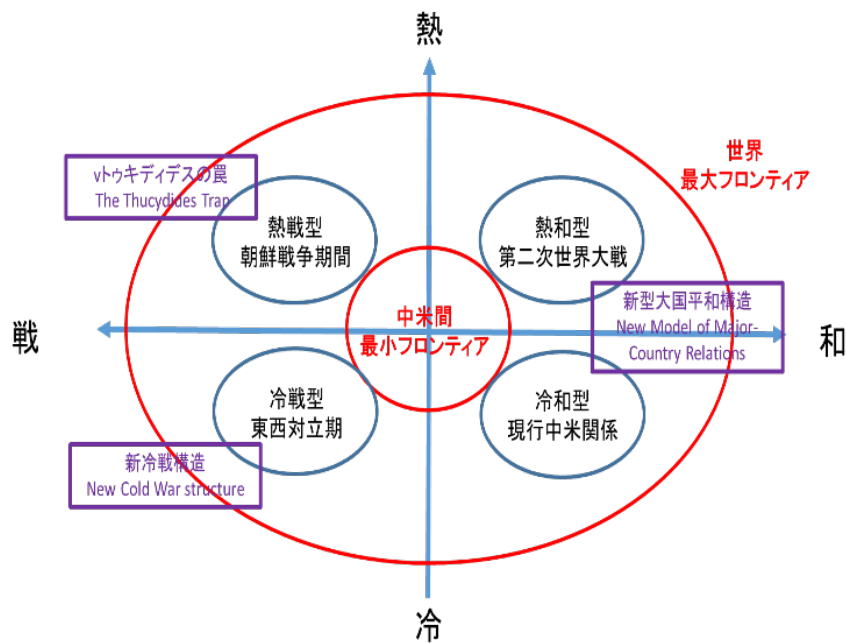 熱
世界
最大フロンティア
vトゥキディデスの罠
The Thucydides Trap
熱戦型
朝鮮戦争期間
熱和型
第二次世界大戦
新型大国平和構造
New Model of Major-
Country Relations
中米間
最小フロンティア
戦
和
冷戦型
東西対立期
冷和型
現行中米関係
新冷戦構造
New Cold War structure
冷